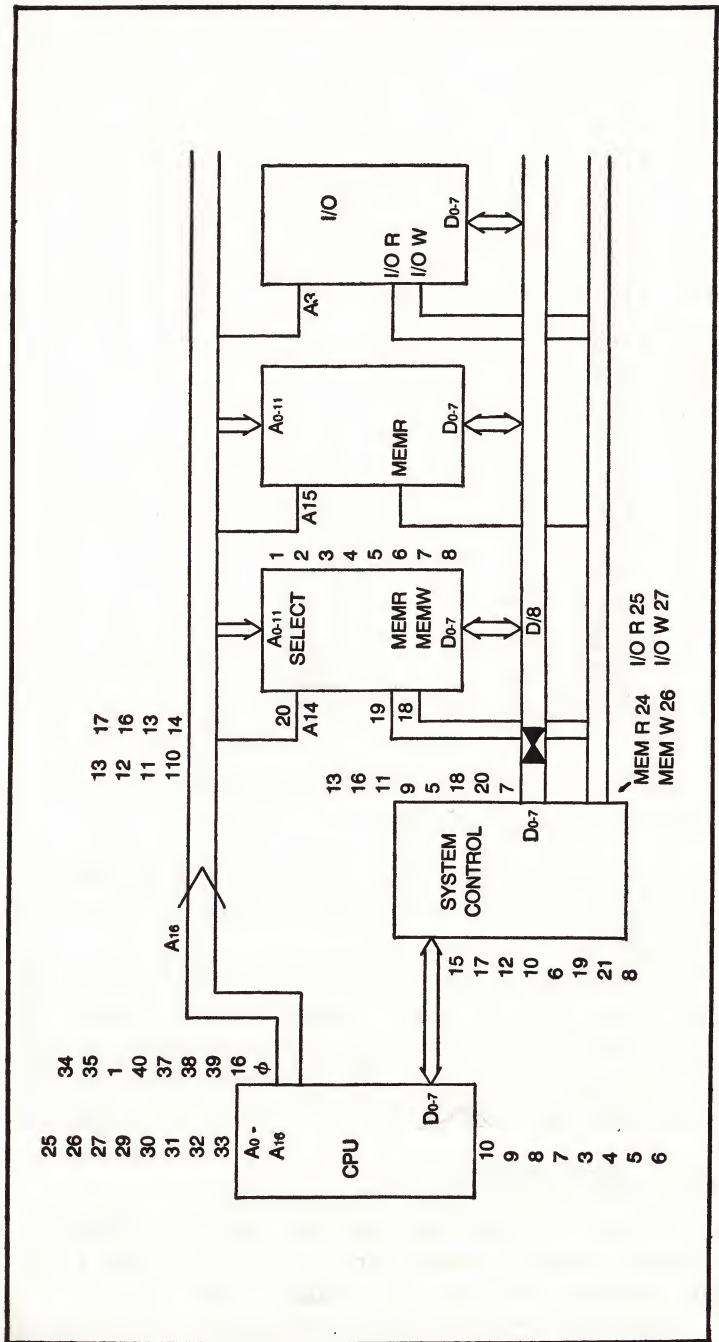 25
26
27
29
30
31
32
33
34
35
1
40
37
38
39
16
ϕ
A0 -
A16
CPU
D0-7
10
9
8
7
3
4
5
6
A16
13 17
12 16
11 13
110 14
13
16
11
9
5
18
20
7
SYSTEM
CONTROL
D0-7
15
17
12
10
6
19
21
8
MEM R 24 I/O R 25
MEM W 26 I/O W 27
20
A14
19
18
A0-11
SELECT
MEMR
MEMW
D0-7
D/8
1
2
3
4
5
6
7
8
A15
A0-11
MEMR
D0-7
A3
I/O
I/O R
I/O W
D0-7